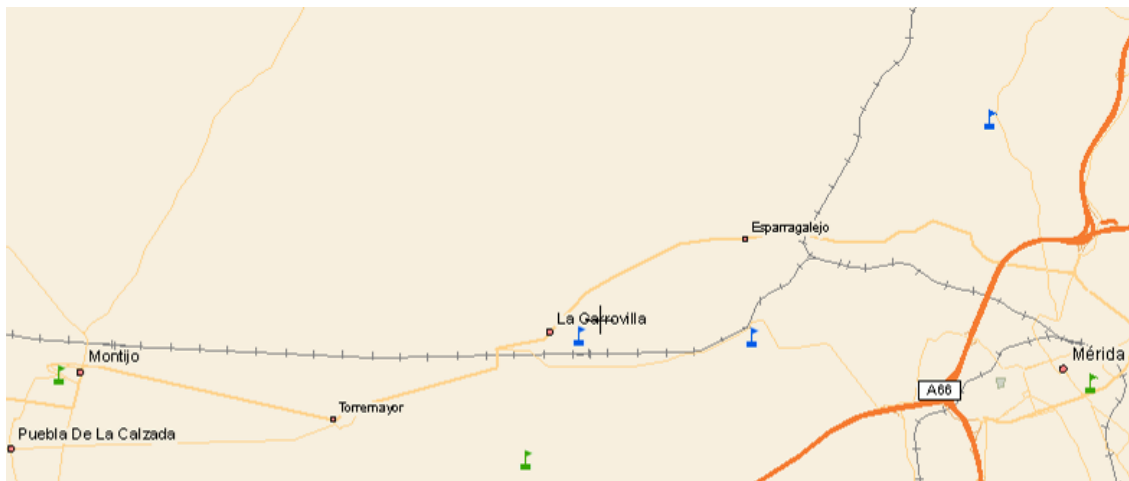 Esparragalejo
La Garrovilla
Montijo
Mérida
A66
Torremayor
Puebla De La Calzada